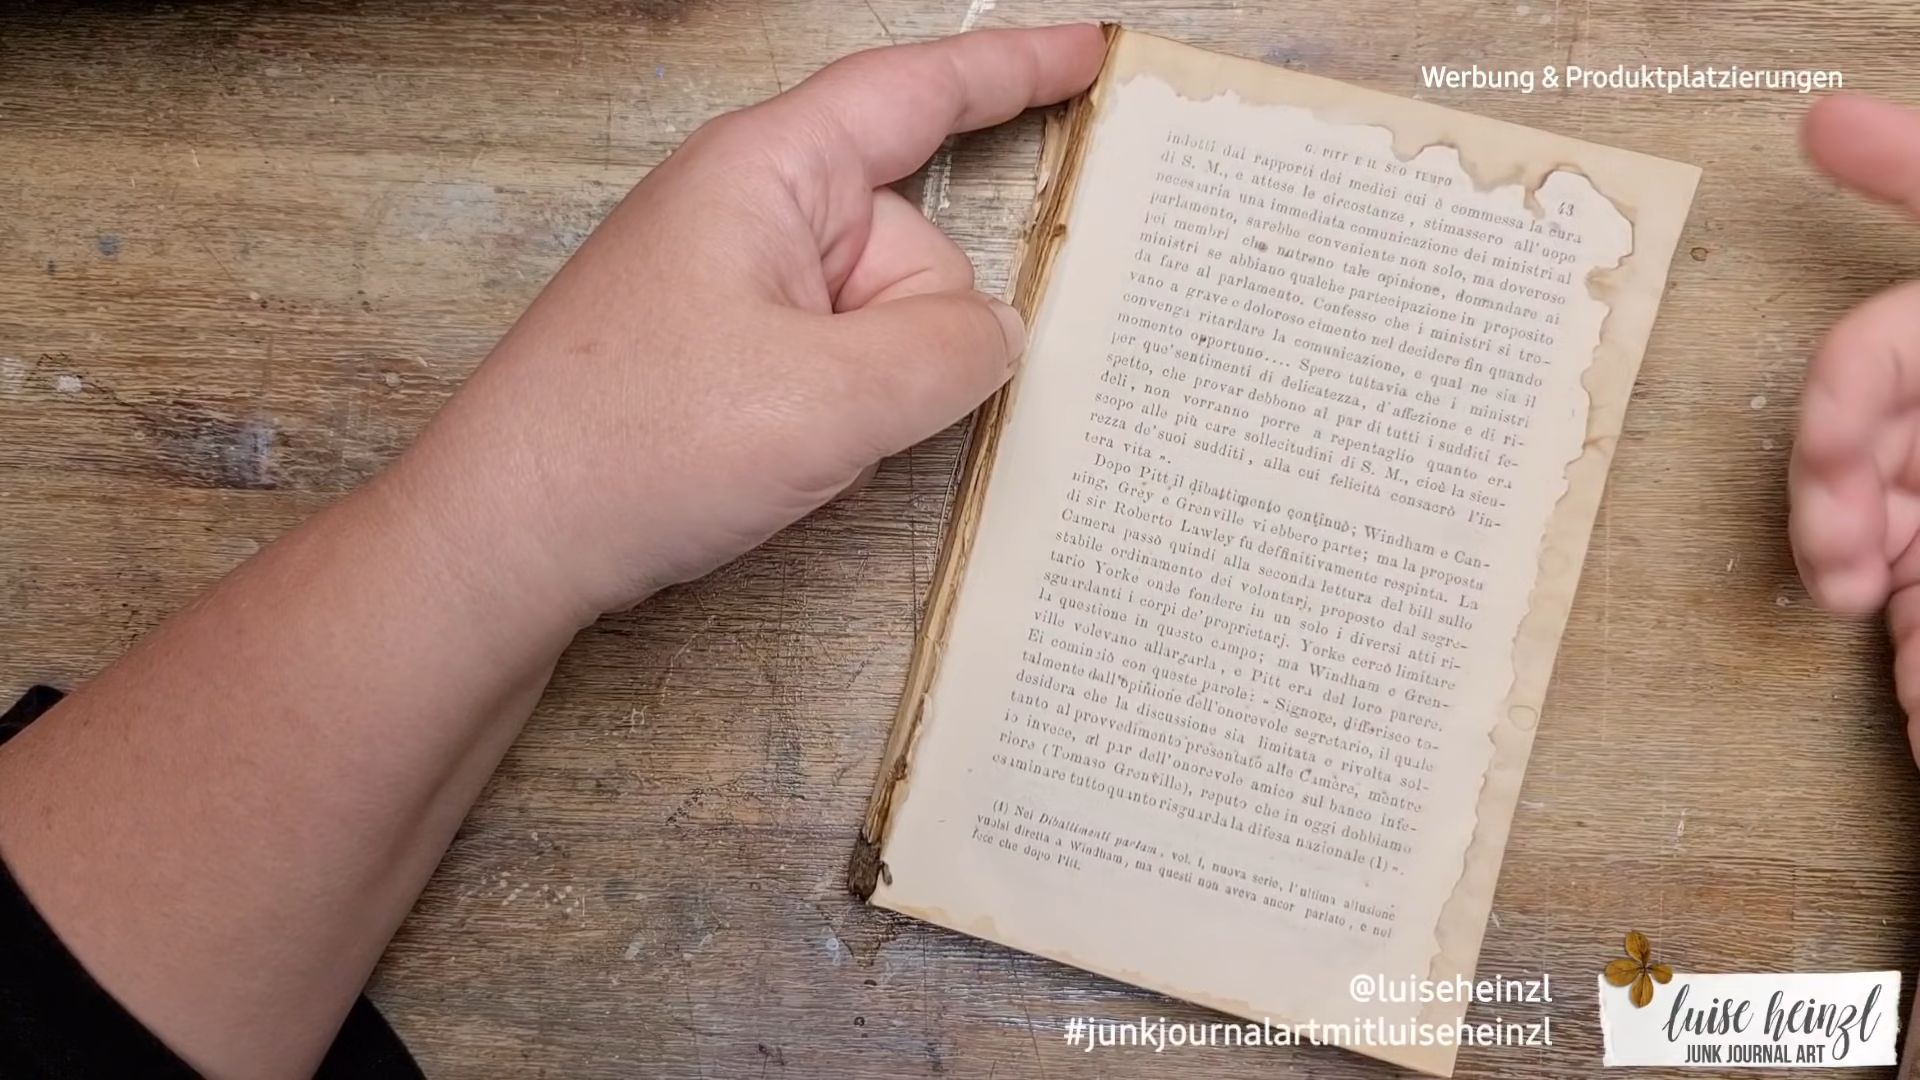 Werbung & Produktplatzierungen
G. PITT E IL SUO TEMPO
43
indotti dai rapporti dei medici cui è commessa la cura
di S. M., e attese le circostanze, stimassero all'uopo
necessaria una immediata comunicazione dei ministri al
parlamento, sarebbe conveniente non solo, ma doveroso
pei membri che nutrono tale opinione, domandare ai
ministri se abbiano qualche partecipazione in proposito
da fare al parlamento. Confesso che i ministri si tro-
vano a grave e doloroso cimento nel decidere fin quando
convenga ritardare la comunicazione, e qual ne sia il
momento opportuno.... Spero tuttavia che i ministri
per que' sentimenti di delicatezza, d'affezione e di ri-
spetto, che provar debbono al par di tutti i sudditi fe-
deli, non vorranno porre a repentaglio quanto era
scopo alle più care sollecitudini di S. M., cioè la sicu-
rezza de' suoi sudditi, alla cui felicità consacrò l'in-
tera vita ».
Dopo Pitt il dibattimento continuò; Windham e Can-
ning, Grey e Grenville vi ebbero parte; ma la proposta
di sir Roberto Lawley fu deffinitivamente respinta. La
Camera passò quindi alla seconda lettura del bill sullo
stabile ordinamento dei volontarj, proposto dal segre-
tario Yorke onde fondere in un solo i diversi atti ri-
sguardanti i corpi de' proprietarj. Yorke cercò limitare
la questione in questo campo; ma Windham e Gren-
ville volevano allargarla, e Pitt era del loro parere.
Ei cominciò con queste parole: « Signore, differisco to-
talmente dall'opinione dell'onorevole segretario, il quale
desidera che la discussione sia limitata e rivolta sol-
tanto al provvedimento presentato alle Camere, mentre
io invece, al par dell'onorevole amico sul banco infe-
riore (Tomaso Grenville), reputo che in oggi dobbiamo
esaminare tutto quanto risguarda la difesa nazionale (1) ».
(1) Nei Dibattimenti parlam., vol. I, nuova serie, l'ultima allusione
vuolsi diretta a Windham, ma questi non aveva ancor parlato, e nol
fece che dopo Pitt.
@luiseheinzl
#junkjournalartmitluiseheinzl
luise heinzl
JUNK JOURNAL ART